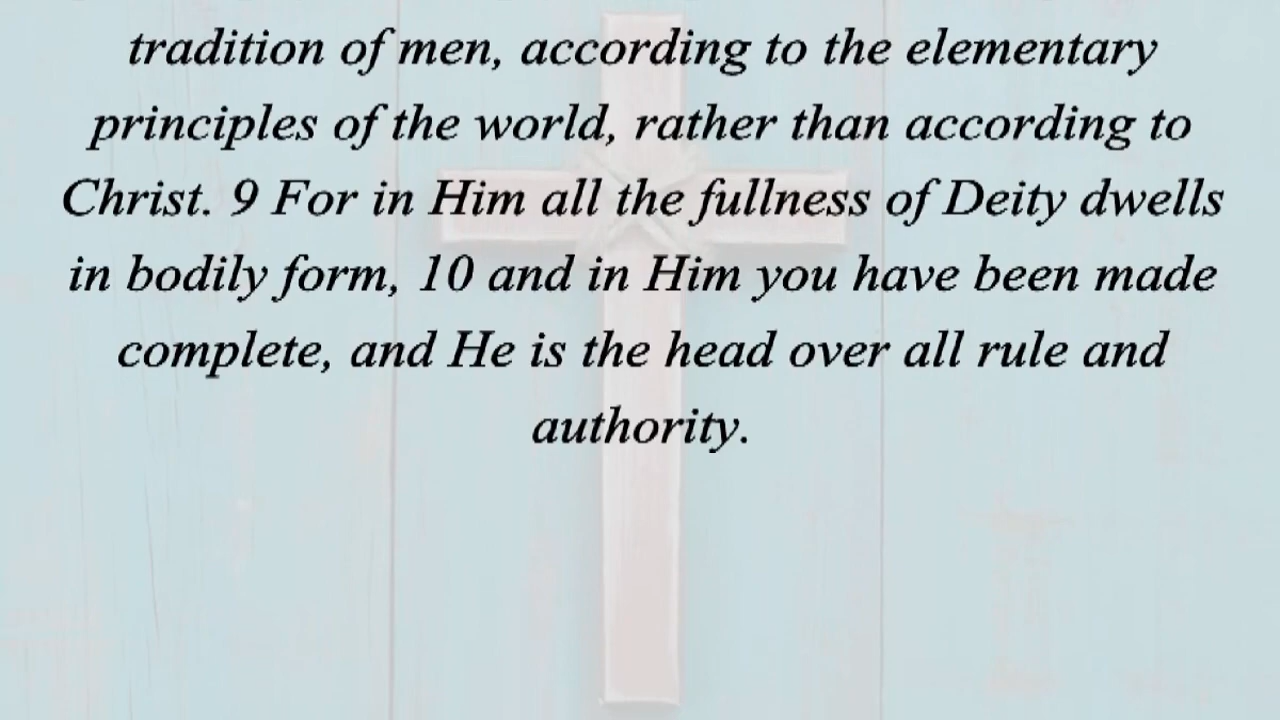 tradition of men, according to the elementary
principles of the world, rather than according to
Christ. 9 For in Him all the fullness of Deity dwells
in bodily form, 10 and in Him you have been made
complete, and He is the head over all rule and
authority.